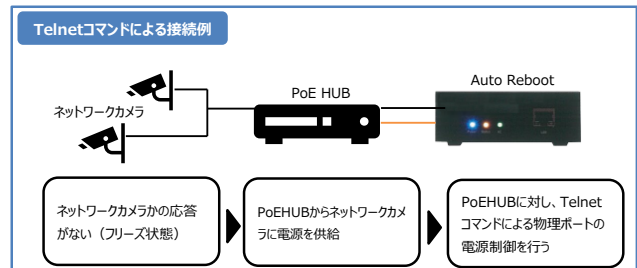 Telnetコマンドによる接続例
PoE HUB
Auto Reboot
ネットワークカメラ
ネットワークカメラかの応答
がない（フリーズ状態）
PoEHUBからネットワークカメ
ラに電源を供給
PoEHUBに対し、Telnet
コマンドによる物理ポートの
電源制御を行う